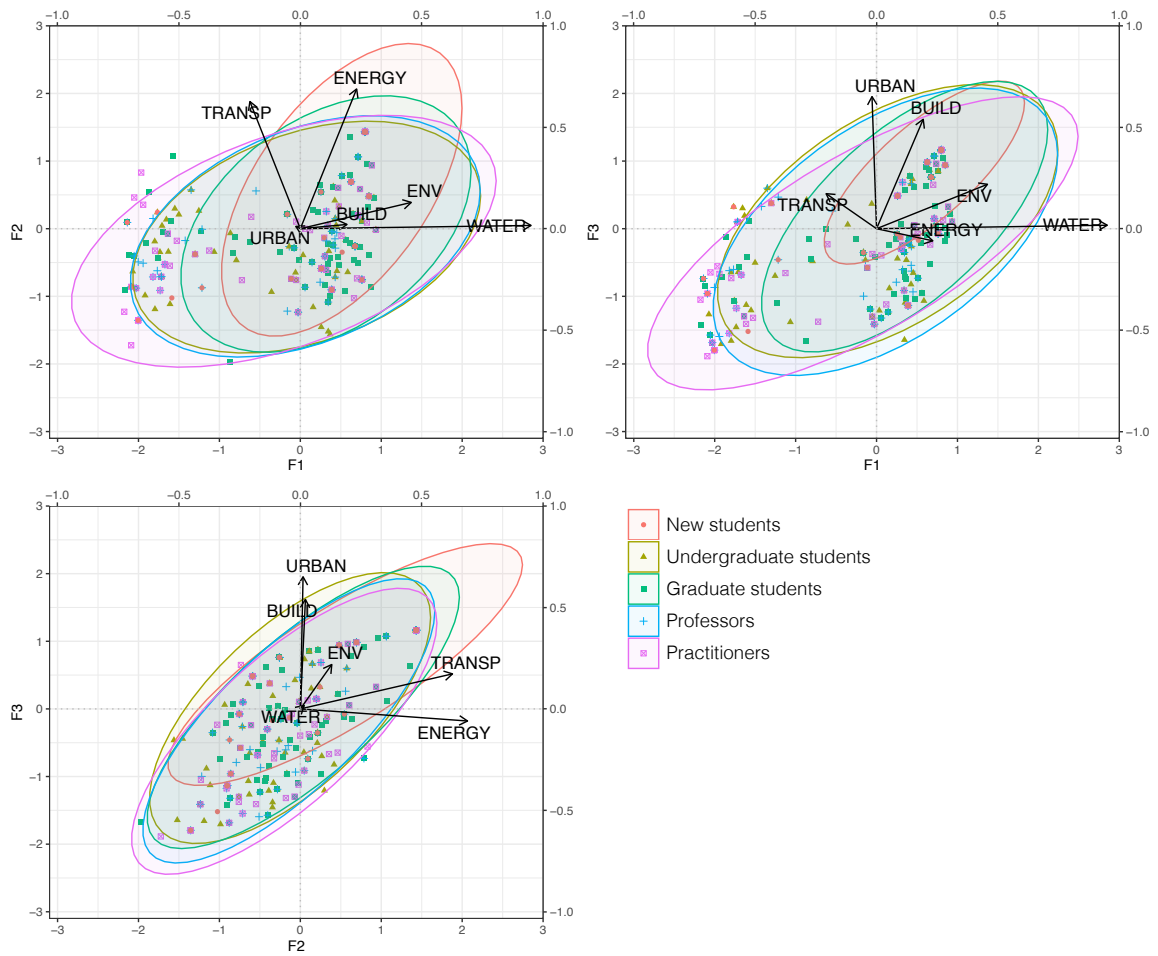 −1.0 −0.5 0.0 0.5 1.0
3 1.0
2 0.5
1
0 0.0
−1
−2 −0.5
−3 −1.0
−3 −2 −1 0 1 2 3
F1
F2
ENERGY
TRANSP
ENV
BUILD
WATER
URBAN
−1.0 −0.5 0.0 0.5 1.0
3 1.0
2
0.5
1
0 0.0
−1
−0.5
−2
−3 −1.0
−3 −2 −1 0 1 2 3
F1
F3
URBAN
BUILD
ENV
TRANSP
WATER
ENERGY
−1.0 −0.5 0.0 0.5 1.0
3 1.0
2
0.5
1
0 0.0
−1
−0.5
−2
−3 −1.0
−3 −2 −1 0 1 2 3
F2
F3
URBAN
BUILD
ENV
TRANSP
WATER
ENERGY
New students
Undergraduate students
Graduate students
Professors
Practitioners